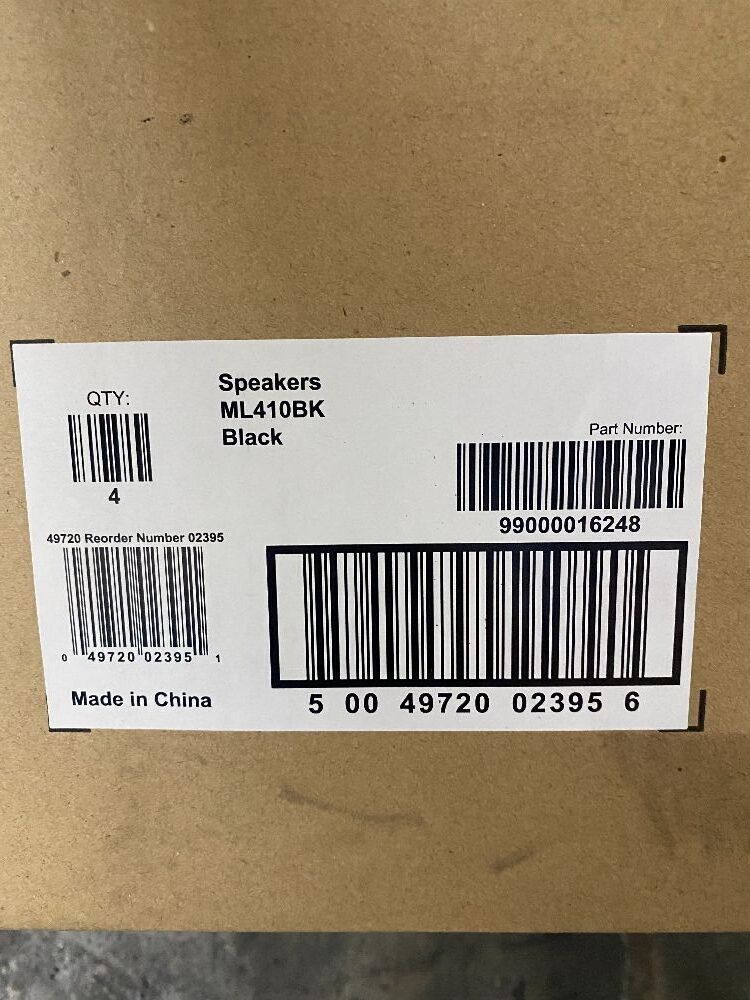 QTY:
4
Speakers
ML410BK
Black
Part Number:
99000016248
49720 Reorder Number 02395
0 49720 02395 1
Made in China
5 00 49720 02395 6